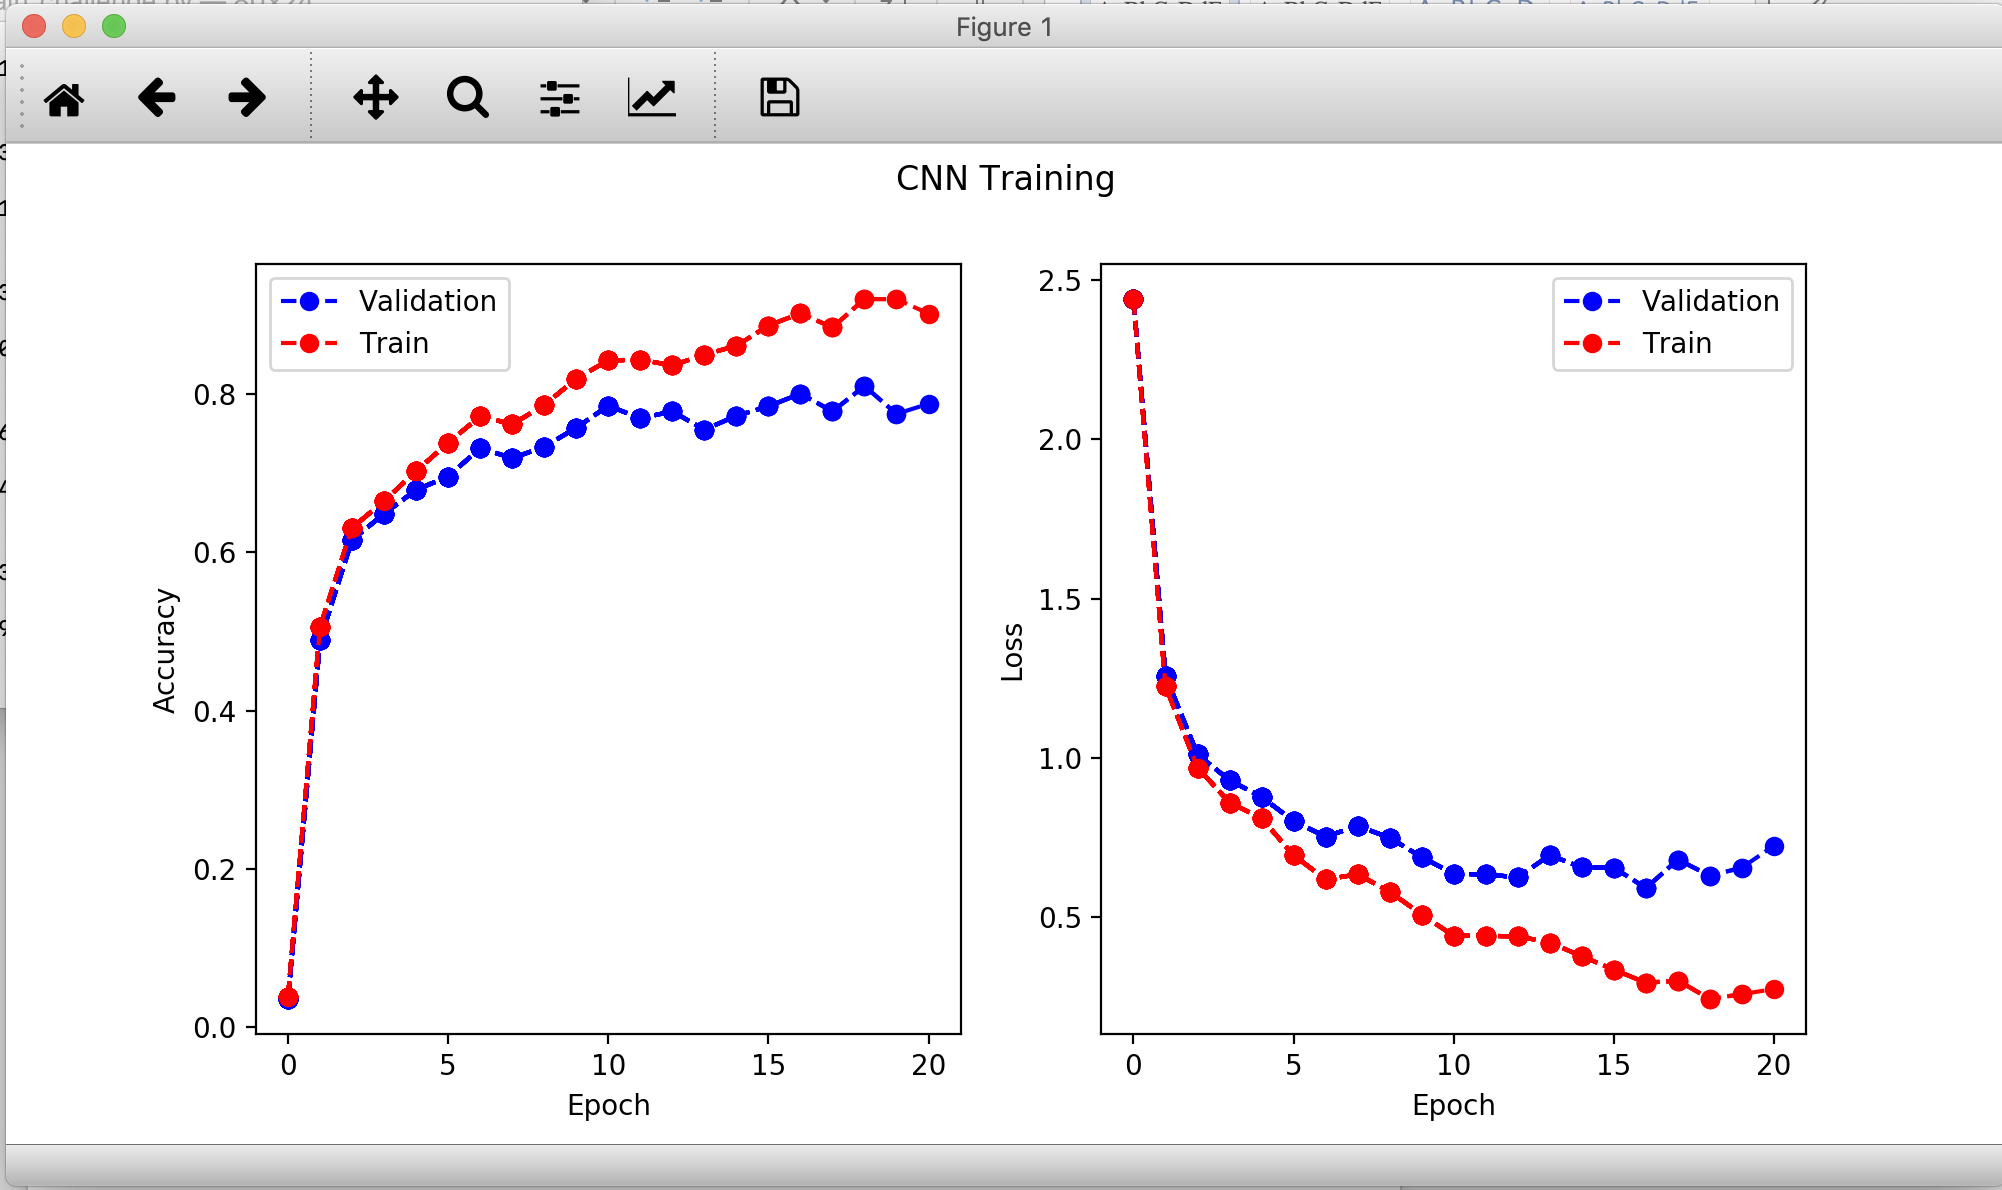 Figure 1
CNN Training
Validation
Train
0.8
0.6
0.4
0.2
0.0
Accuracy
0 5 10 15 20
Epoch
Validation
Train
2.5
2.0
1.5
1.0
0.5
Loss
0 5 10 15 20
Epoch